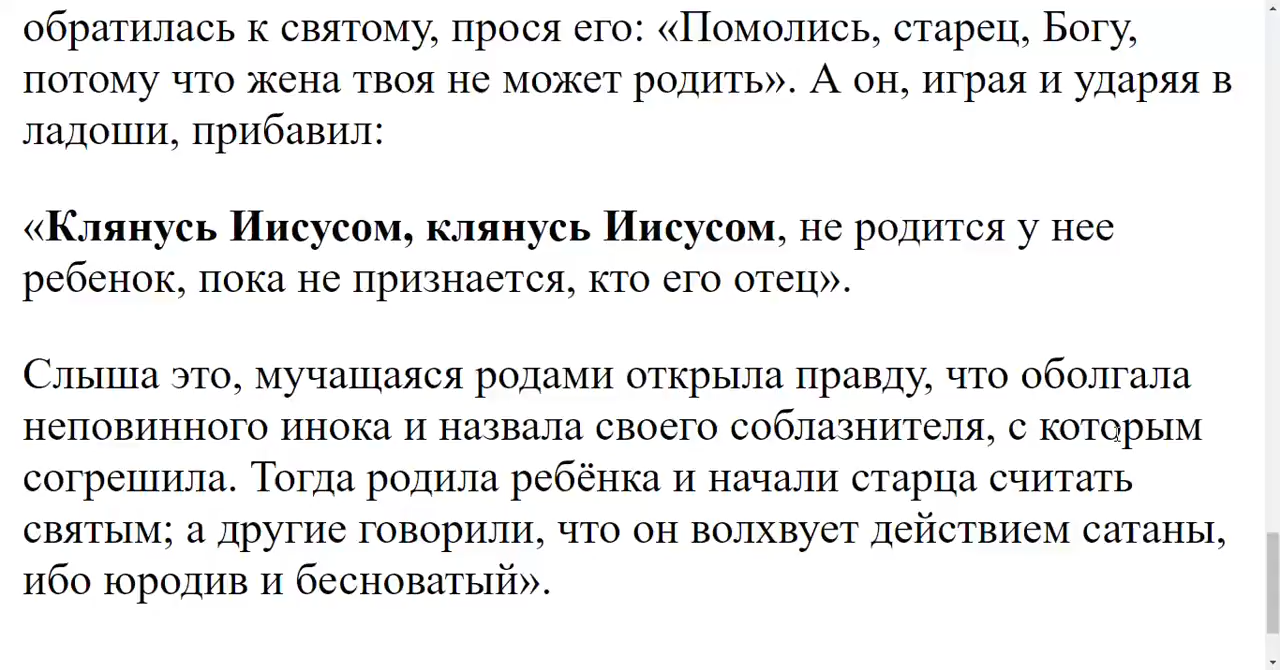 обратилась к святому, прося его: «Помолись, старец, Богу,
потому что жена твоя не может родить». А он, играя и ударяя в
ладоши, прибавил:
«Клянусь Иисусом, клянусь Иисусом, не родится у нее
ребенок, пока не признается, кто его отец».
Слыша это, мучащаяся родами открыла правду, что оболгала
неповинного инока и назвала своего соблазнителя, с которым
согрешила. Тогда родила ребёнка и начали старца считать
святым; а другие говорили, что он волхвует действием сатаны,
ибо юродив и бесноватый».